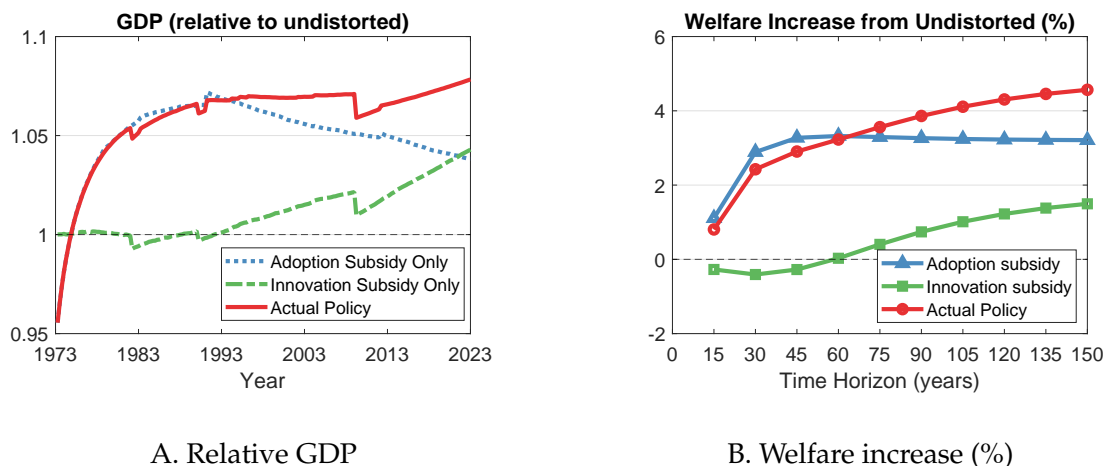 GDP (relative to undistorted)
1.1
1.05
1
0.95
Adoption Subsidy Only
Innovation Subsidy Only
Actual Policy
1973 1983 1993 2003 2013 2023
Year
A. Relative GDP
Welfare Increase from Undistorted (%)
6
4
2
0
-2
Adoption subsidy
Innovation subsidy
Actual Policy
0 15 30 45 60 75 90 105 120 135 150
Time Horizon (years)
B. Welfare increase (%)